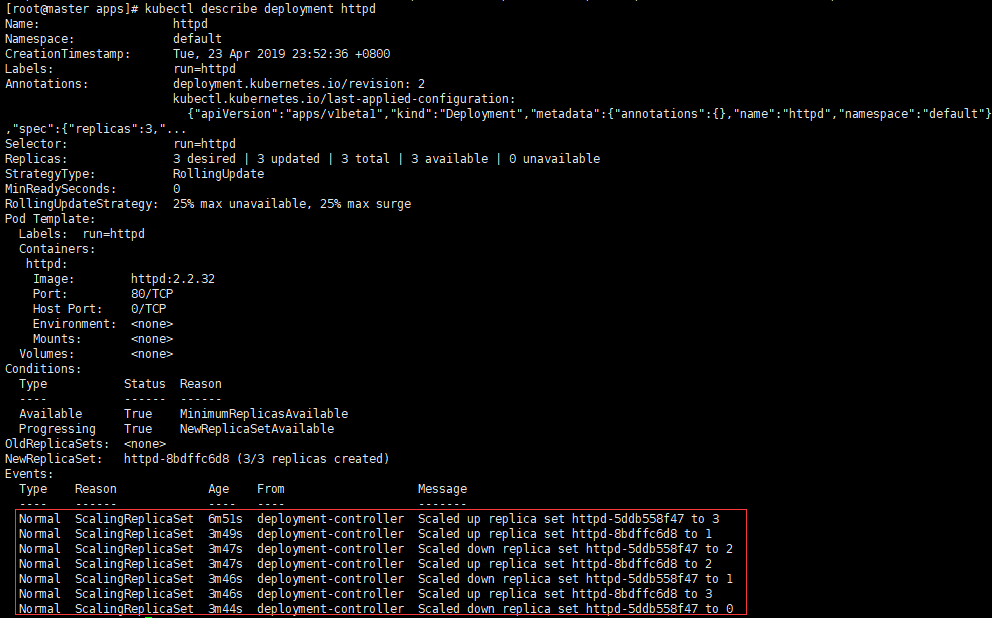 [root@master apps]# kubectl describe deployment httpd
Name:                   httpd
Namespace:              default
CreationTimestamp:      Tue, 23 Apr 2019 23:52:36 +0800
Labels:                 run=httpd
Annotations:            deployment.kubernetes.io/revision: 2
                        kubectl.kubernetes.io/last-applied-configuration:
                          {"apiVersion":"apps/v1beta1","kind":"Deployment","metadata":{"annotations":{},"name":"httpd","namespace":"default"}
,"spec":{"replicas":3,"...
Selector:               run=httpd
Replicas:               3 desired | 3 updated | 3 total | 3 available | 0 unavailable
StrategyType:           RollingUpdate
MinReadySeconds:        0
RollingUpdateStrategy:  25% max unavailable, 25% max surge
Pod Template:
  Labels:  run=httpd
  Containers:
   httpd:
    Image:        httpd:2.2.32
    Port:         80/TCP
    Host Port:    0/TCP
    Environment:  <none>
    Mounts:       <none>
  Volumes:        <none>
Conditions:
  Type           Status  Reason
  ----           ------  ------
  Available      True    MinimumReplicasAvailable
  Progressing    True    NewReplicaSetAvailable
OldReplicaSets:  <none>
NewReplicaSet:   httpd-8bdffc6d8 (3/3 replicas created)
Events:
  Type    Reason             Age    From                   Message
  ----    ------             ----   ----                   -------
  Normal  ScalingReplicaSet  6m51s  deployment-controller  Scaled up replica set httpd-5ddb558f47 to 3
  Normal  ScalingReplicaSet  3m49s  deployment-controller  Scaled up replica set httpd-8bdffc6d8 to 1
  Normal  ScalingReplicaSet  3m47s  deployment-controller  Scaled down replica set httpd-5ddb558f47 to 2
  Normal  ScalingReplicaSet  3m47s  deployment-controller  Scaled up replica set httpd-8bdffc6d8 to 2
  Normal  ScalingReplicaSet  3m46s  deployment-controller  Scaled down replica set httpd-5ddb558f47 to 1
  Normal  ScalingReplicaSet  3m46s  deployment-controller  Scaled up replica set httpd-8bdffc6d8 to 3
  Normal  ScalingReplicaSet  3m44s  deployment-controller  Scaled down replica set httpd-5ddb558f47 to 0